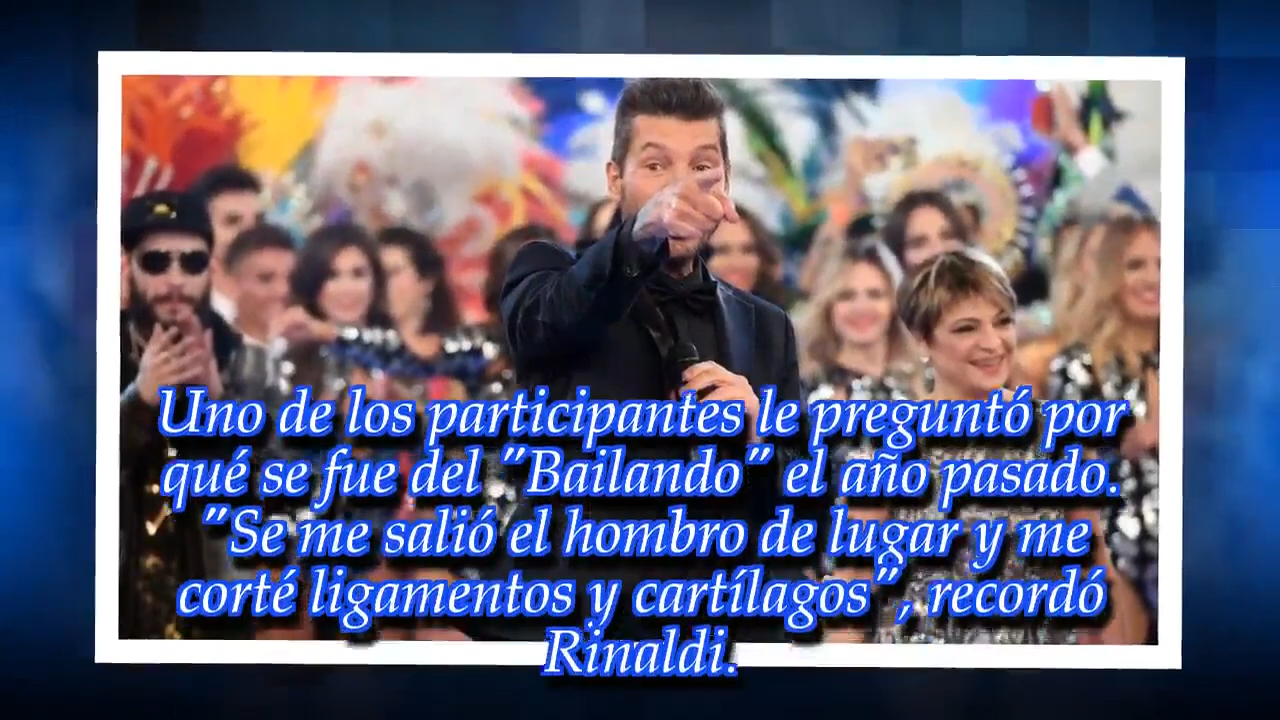 Uno de los participantes le preguntó por
qué se fue del "Bailando" el año pasado.
"Se me salió el hombro de lugar y me
corté ligamentos y cartílagos", recordó
Rinaldi.